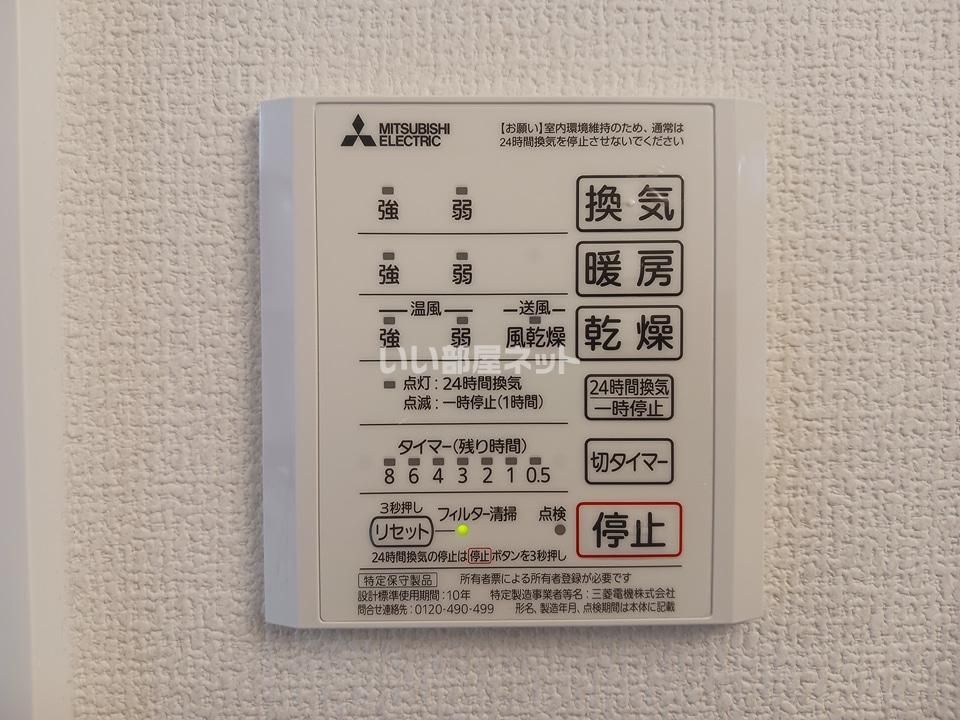 MITSUBISHI
ELECTRIC
【お願い】室内環境維持のため、通常は
24時間換気を停止させないでください
強 弱 換気
強 弱 暖房
温風 送風
強 弱 風乾燥 乾燥
いい部屋ネット
点灯：24時間換気
点滅：一時停止(1時間)
24時間換気
一時停止
タイマー(残り時間)
8 6 4 3 2 1 0.5
切タイマー
3秒押し
リセット フィルター清掃 点検
停止
24時間換気の停止は停止ボタンを3秒押し
特定保守製品 所有者票による所有者登録が必要です
設計標準使用期間：10年 特定製造事業者等名：三菱電機株式会社
問合せ連絡先：0120-490-499 形名、製造年月、点検期間は本体に記載